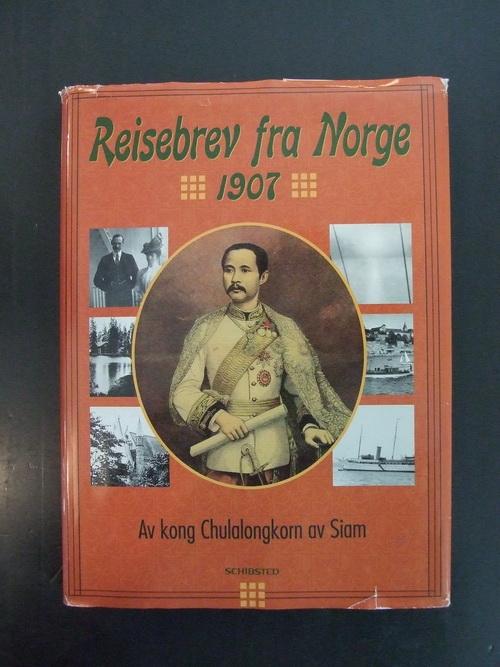 Reisebrev fra Norge
1907
Av kong Chulalongkorn av Siam
SCHIBSTED